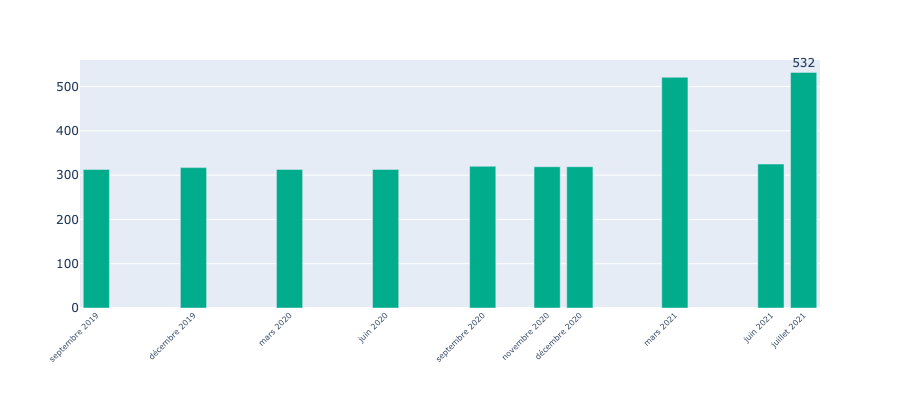 532
500
400
300
200
100
0
septembre 2019
décembre 2019
mars 2020
juin 2020
septembre 2020
novembre 2020
décembre 2020
mars 2021
juin 2021
juillet 2021